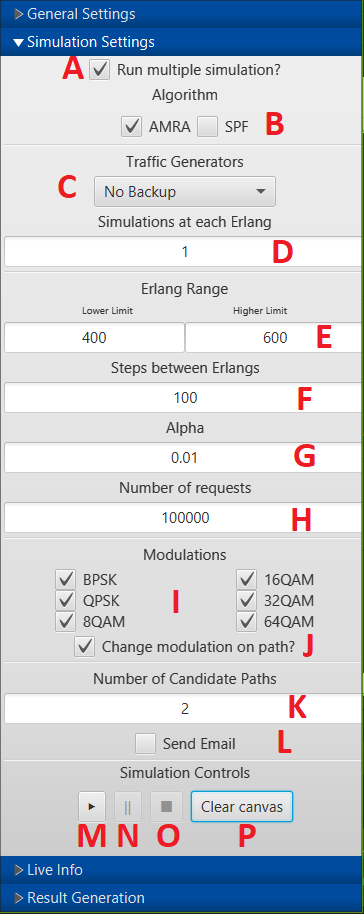 General Settings
Simulation Settings
A Run multiple simulation?
Algorithm
AMRA SPF B
Traffic Generators
C No Backup
Simulations at each Erlang
1 D
Erlang Range
Lower Limit Higher Limit
400 600 E
Steps between Erlangs
100 F
Alpha
0.01 G
Number of requests
100000 H
Modulations
BPSK 16QAM
QPSK I 32QAM
8QAM 64QAM
Change modulation on path? J
Number of Candidate Paths
2 K
Send Email L
Simulation Controls
Clear canvas
M N O P
Live Info
Result Generation